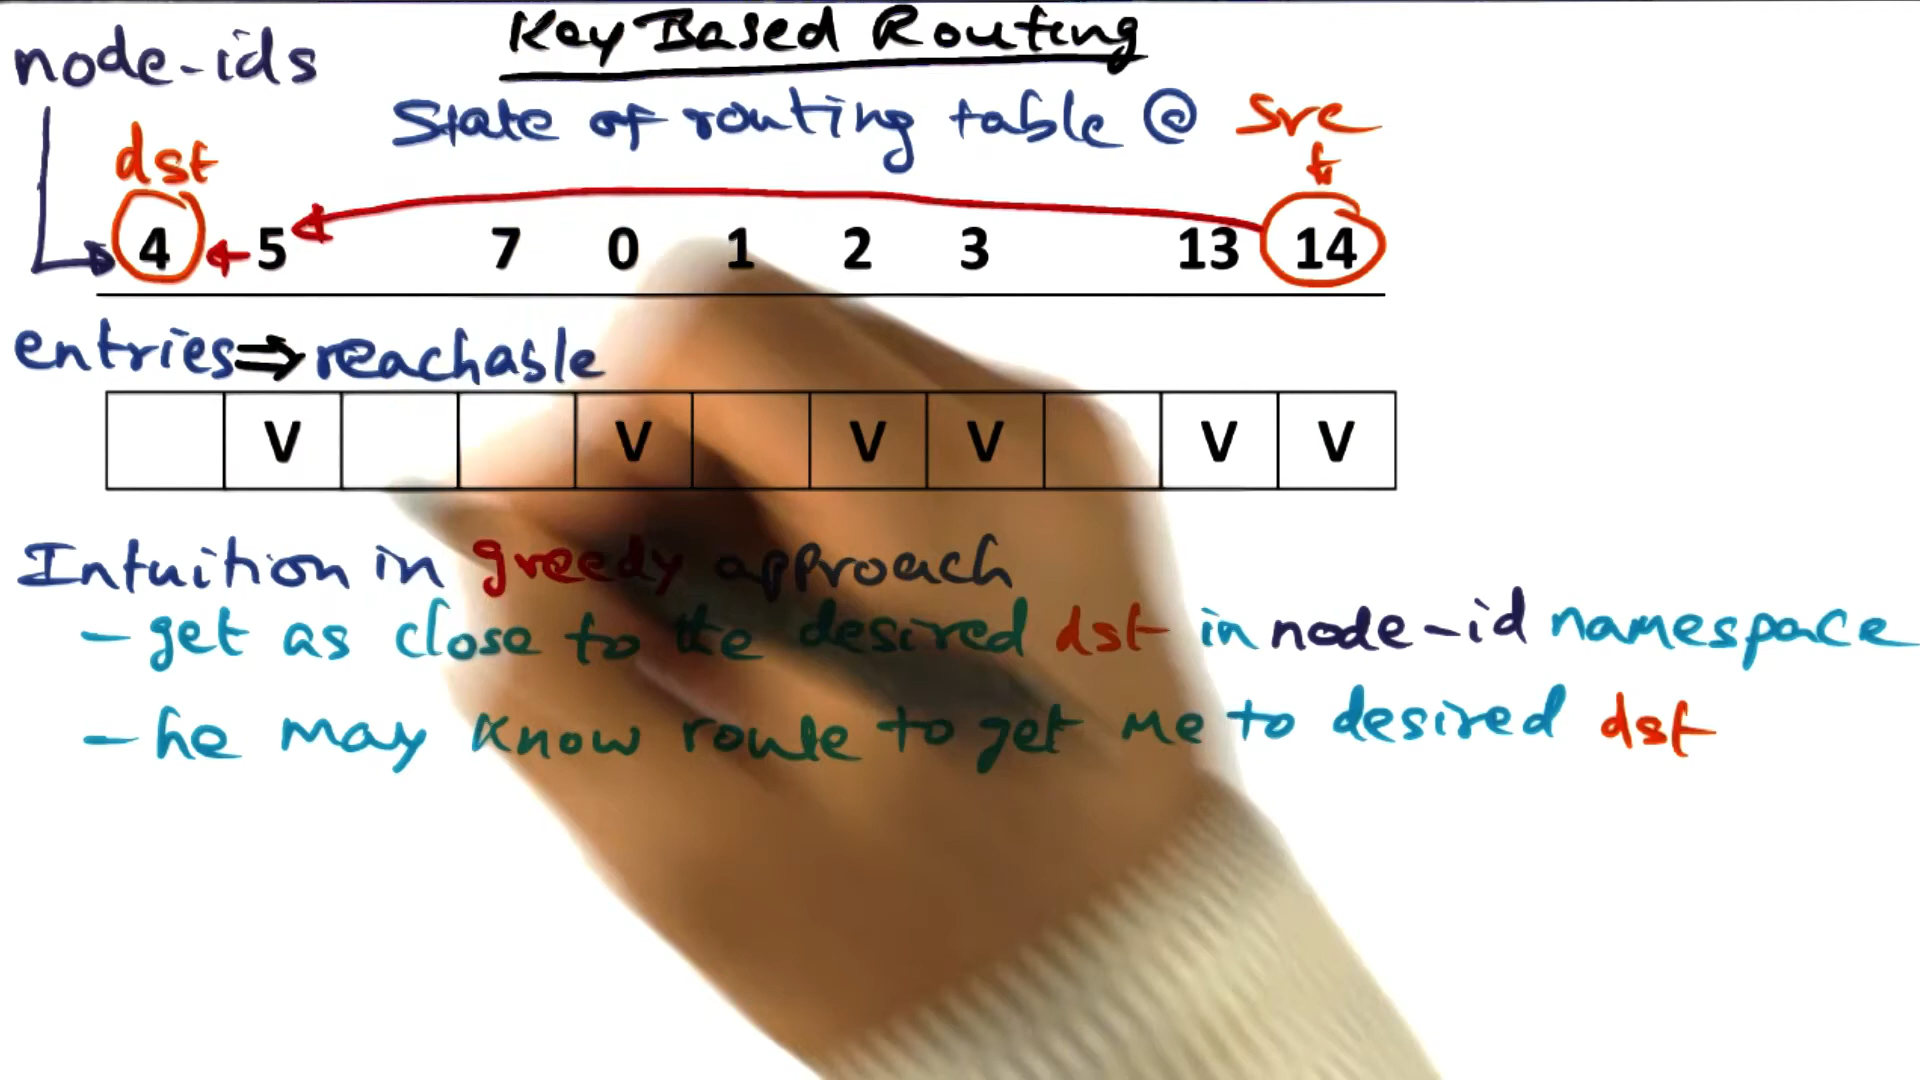 Key Based Routing
node-ids
State of routing table @ src
dst
4 5 7 0 1 2 3 13 14
entries⇒reachable
V V V V V V
Intuition in greedy approach
- get as close to the desired dst in node-id namespace
- he may know route to get me to desired dst